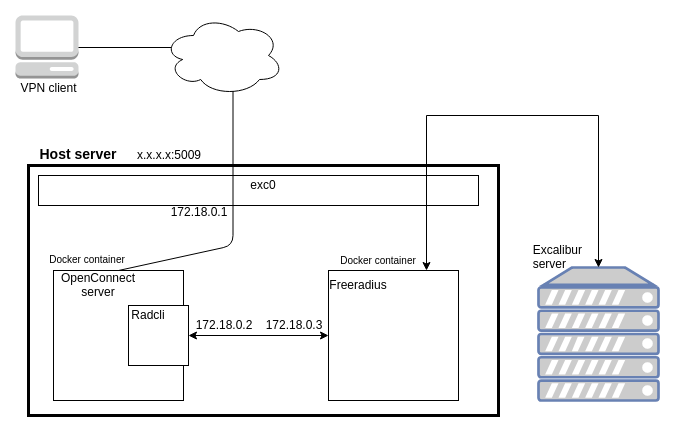 VPN client
Host server x.x.x.x:5009
exc0
172.18.0.1
Docker container
OpenConnect
server
Radcli
172.18.0.2 172.18.0.3
Docker container
Freeradius
Excalibur
server